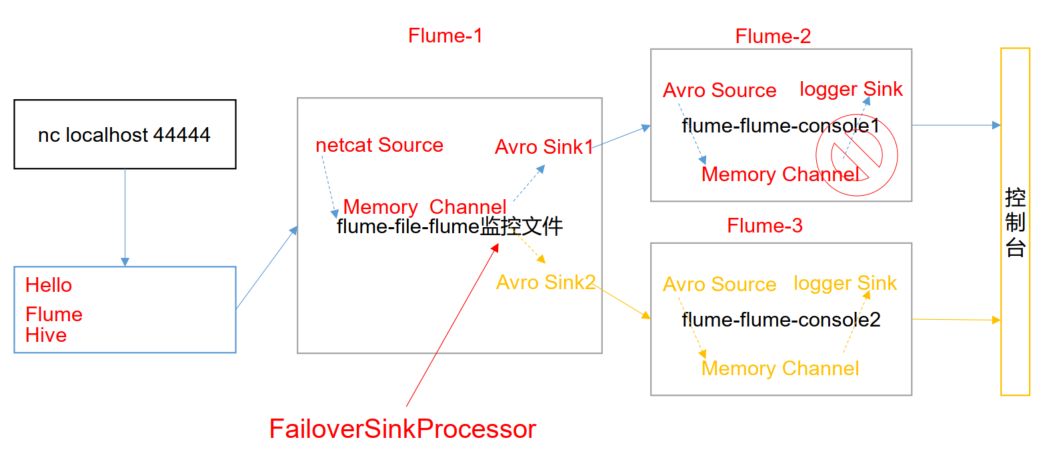 Flume-1
Flume-2
nc localhost 44444
netcat Source
Avro Sink1
Memory  Channel
flume-file-flume监控文件
Avro Sink2
Avro Source
logger Sink
flume-flume-console1
Memory Channel
Flume-3
Avro Source
logger Sink
flume-flume-console2
Memory Channel
控
制
台
Hello
Flume
Hive
FailoverSinkProcessor